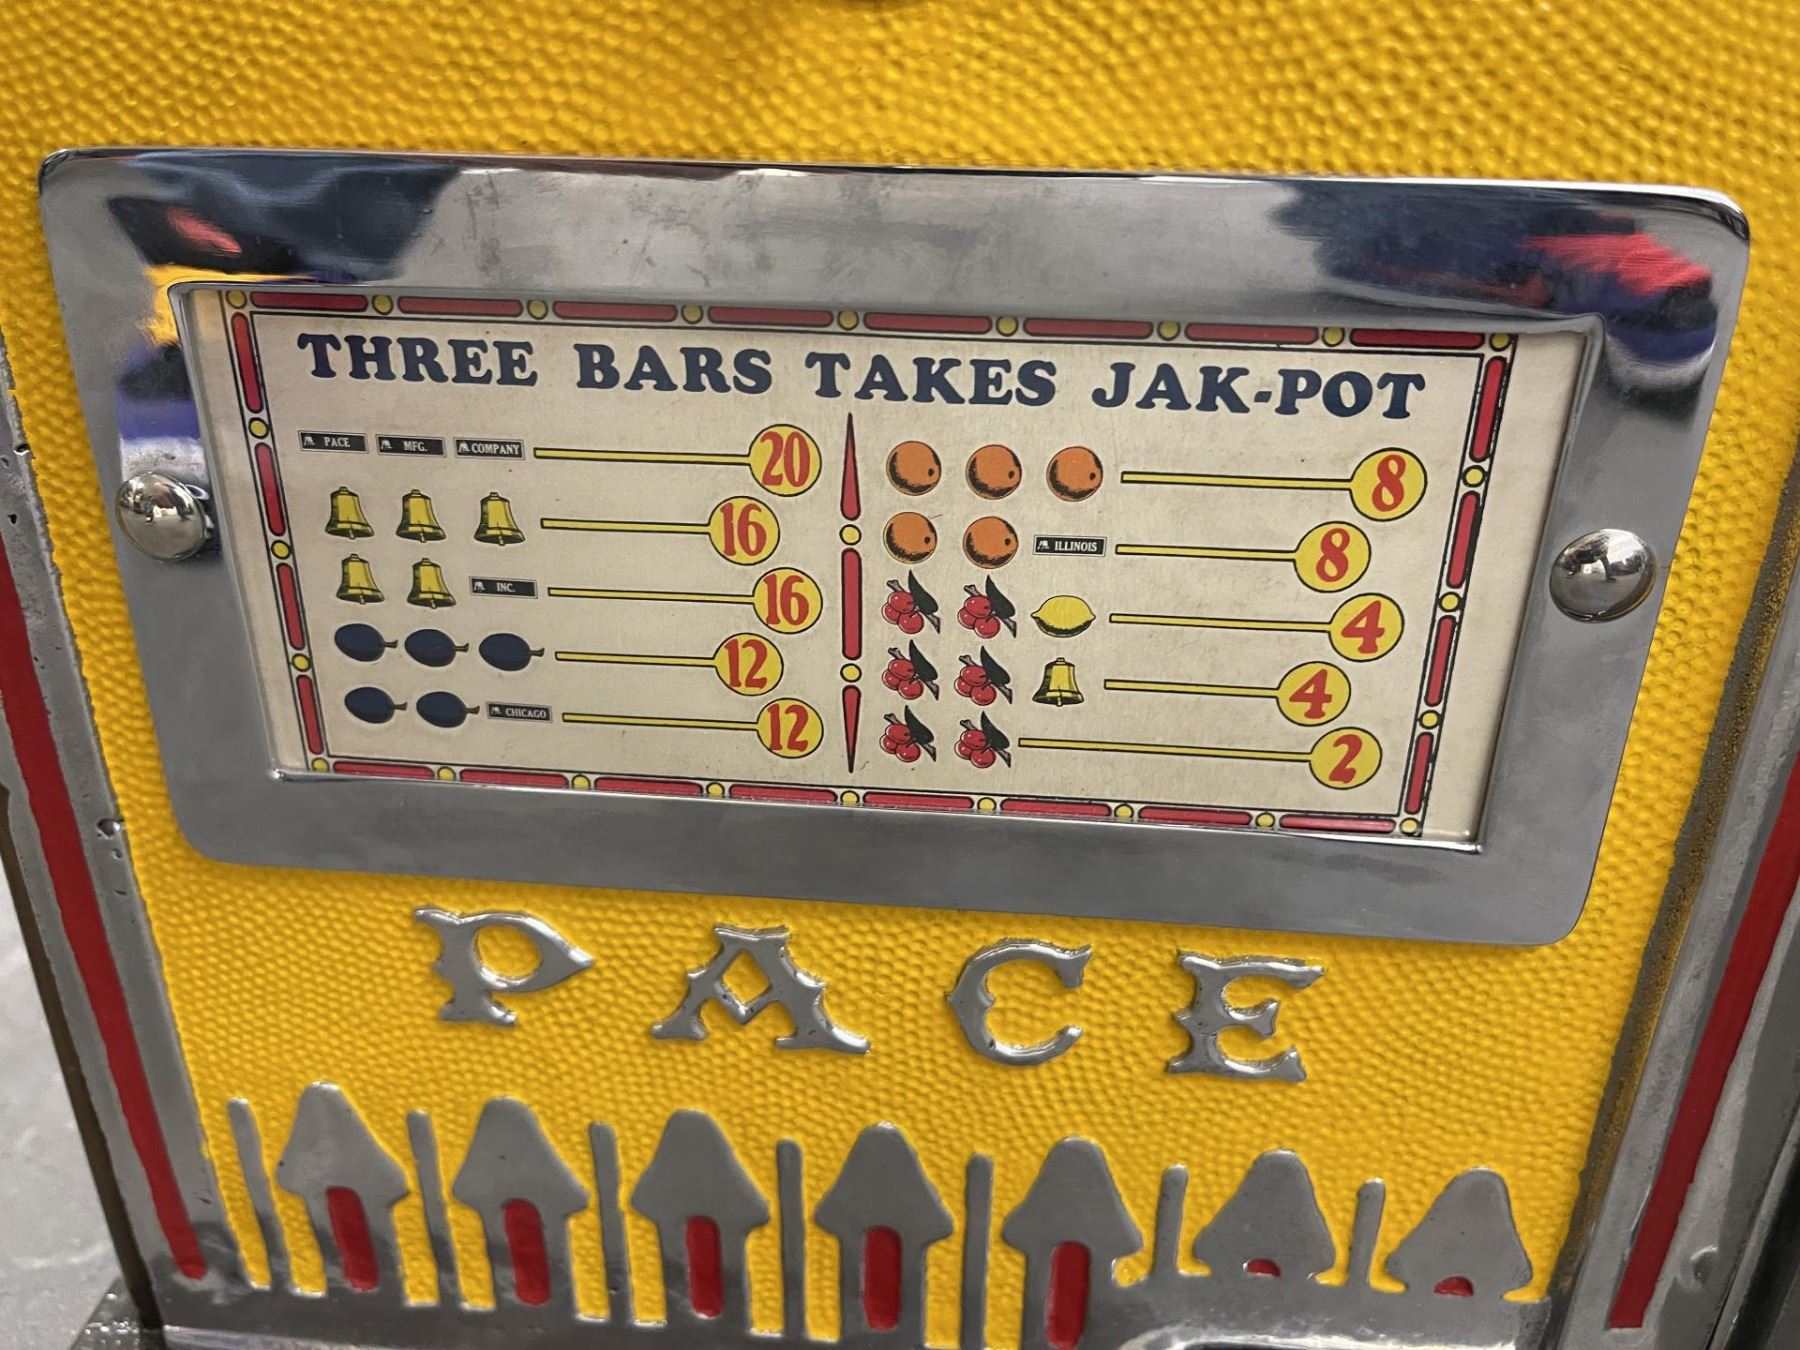 THREE BARS TAKES JAK-POT
PACE MFG. COMPANY 20
16
INC. 16
12
CHICAGO 12
8
ILLINOIS 8
4
4
2
PACE